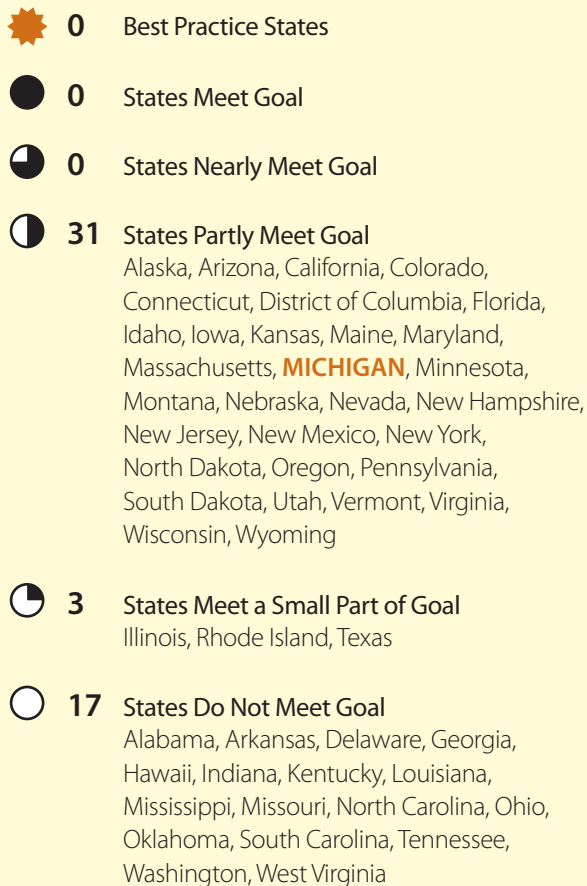 0 Best Practice States
0 States Meet Goal
0 States Nearly Meet Goal
31 States Partly Meet Goal
Alaska, Arizona, California, Colorado,
Connecticut, District of Columbia, Florida,
Idaho, Iowa, Kansas, Maine, Maryland,
Massachusetts, MICHIGAN, Minnesota,
Montana, Nebraska, Nevada, New Hampshire,
New Jersey, New Mexico, New York,
North Dakota, Oregon, Pennsylvania,
South Dakota, Utah, Vermont, Virginia,
Wisconsin, Wyoming
3 States Meet a Small Part of Goal
Illinois, Rhode Island, Texas
17 States Do Not Meet Goal
Alabama, Arkansas, Delaware, Georgia,
Hawaii, Indiana, Kentucky, Louisiana,
Mississippi, Missouri, North Carolina, Ohio,
Oklahoma, South Carolina, Tennessee,
Washington, West Virginia